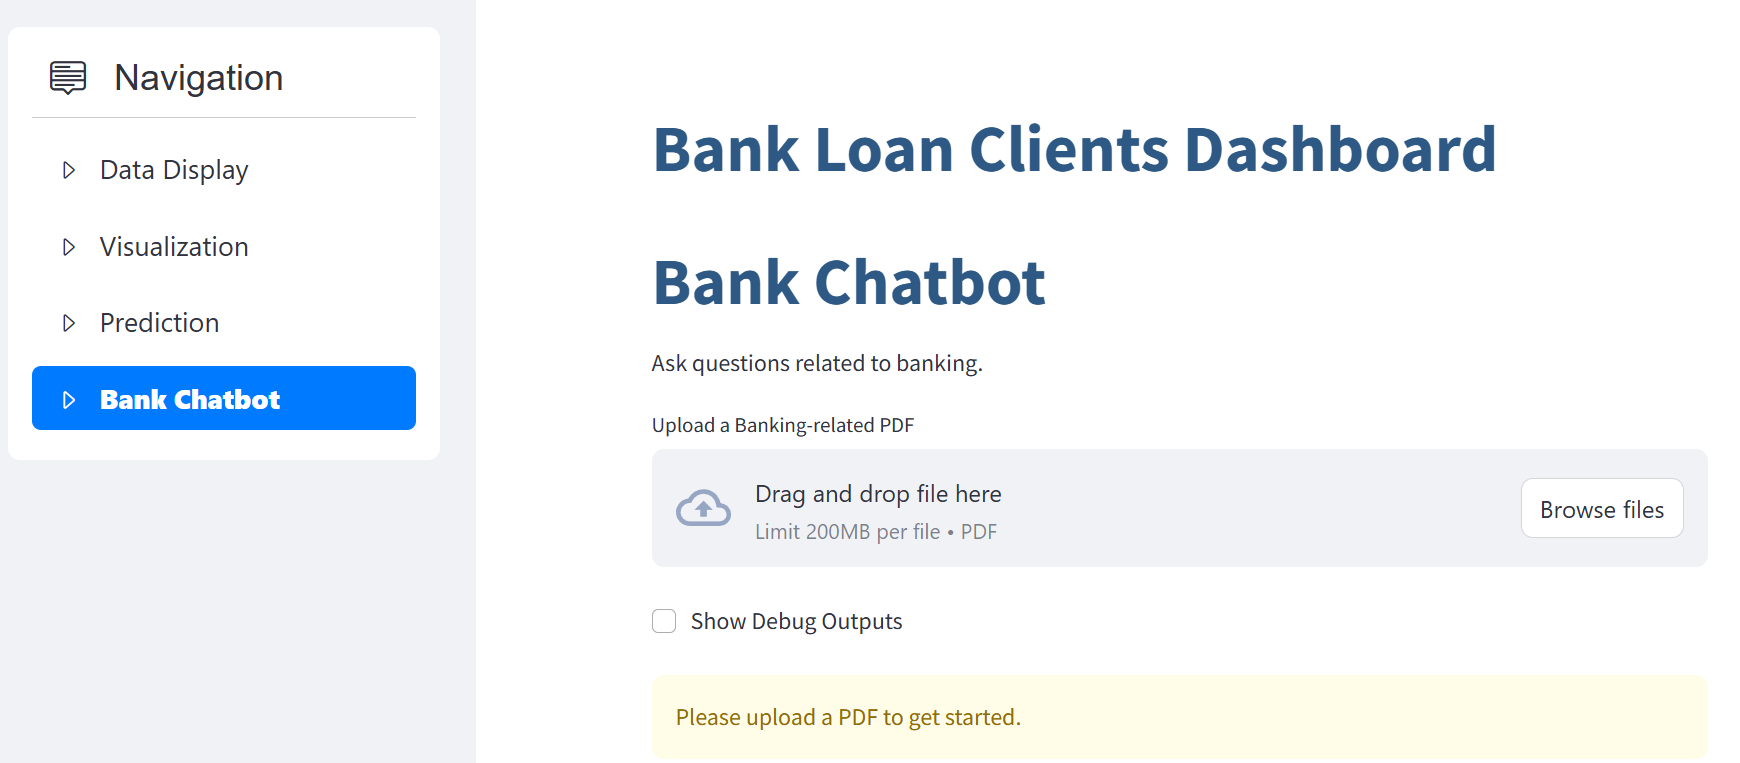 Navigation
Data Display
Visualization
Prediction
Bank Chatbot
Bank Loan Clients Dashboard
Bank Chatbot
Ask questions related to banking.
Upload a Banking-related PDF
Drag and drop file here
Limit 200MB per file • PDF
Browse files
Show Debug Outputs
Please upload a PDF to get started.